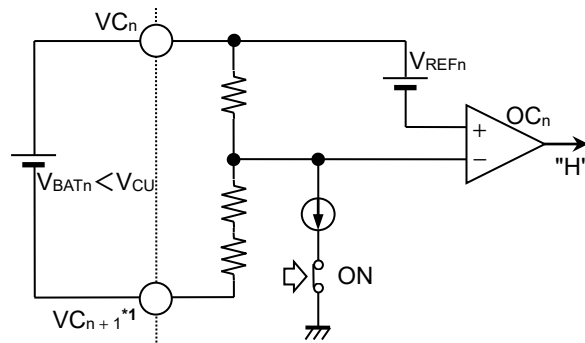 VCn
VREFn
OCn
+
−
"H"
VBATn<VCU
ON
VCn+1*1